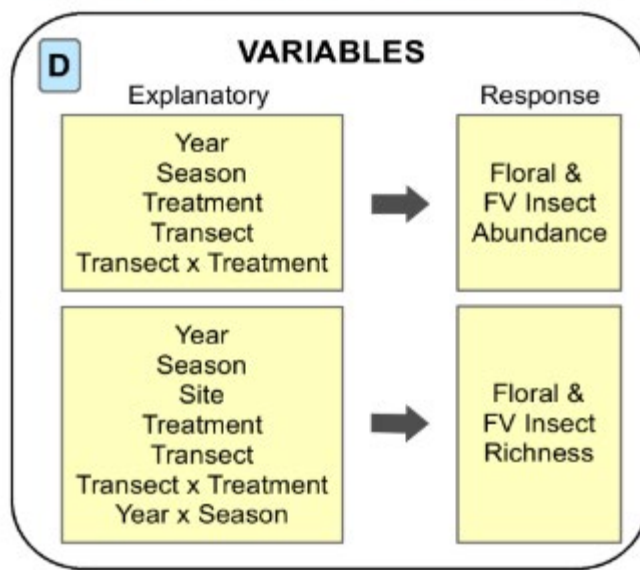 D
VARIABLES
Explanatory
Response
Year
Season
Treatment
Transect
Transect x Treatment
Floral &
FV Insect
Abundance
Year
Season
Site
Treatment
Transect
Transect x Treatment
Year x Season
Floral &
FV Insect
Richness